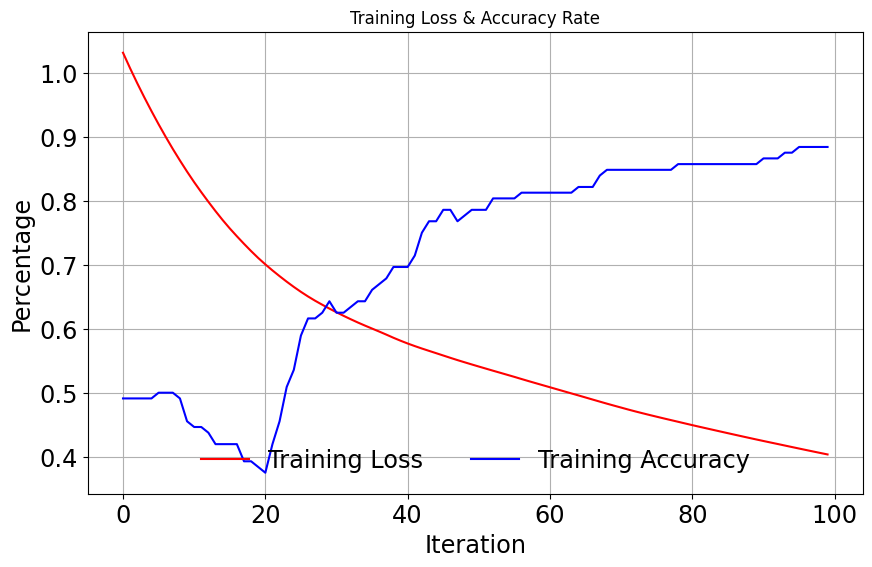 Training Loss & Accuracy Rate
Percentage
1.0
0.9
0.8
0.7
0.6
0.5
0.4
Training Loss Training Accuracy
0 20 40 60 80 100
Iteration